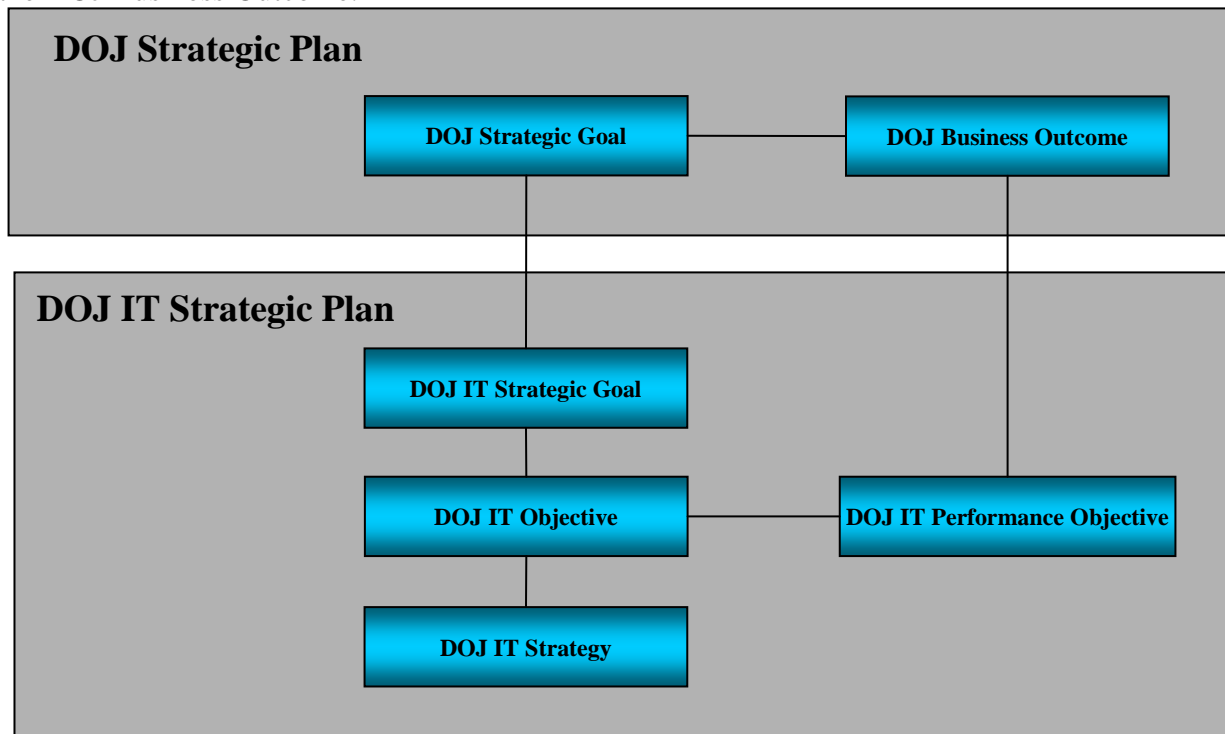 DOJ Strategic Plan
DOJ Strategic Goal
DOJ Business Outcome
DOJ IT Strategic Plan
DOJ IT Strategic Goal
DOJ IT Objective
DOJ IT Performance Objective
DOJ IT Strategy